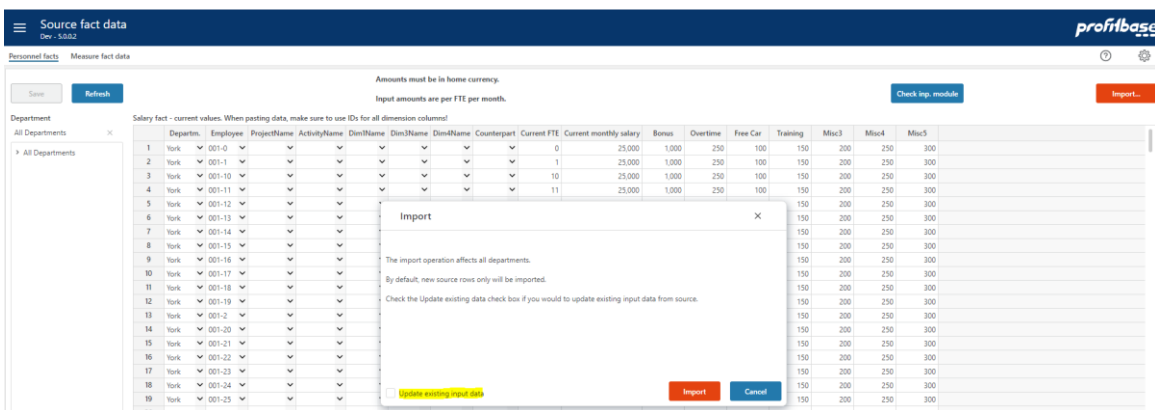 Source fact data
Dev - 5.0.0.2
profitbase
Personnel facts Measure fact data
Amounts must be in home currency.
Save Refresh Input amounts are per FTE per month. Check inp. module Import...
Department Salary fact - current values. When pasting data, make sure to use IDs for all dimension columns!
All Departments × Departm. Employee ProjectName ActivityName Dim1Name Dim3Name Dim4Name Counterpart Current FTE Current monthly salary Bonus Overtime Free Car Training Misc3 Misc4 Misc5
All Departments 1 York 001-0 0 25,000 1,000 250 100 150 200 250 300
2 York 001-1 1 25,000 1,000 250 100 150 200 250 300
3 York 001-10 10 25,000 1,000 250 100 150 200 250 300
4 York 001-11 11 25,000 1,000 250 100 150 200 250 300
5 York 001-12 150 200 250 300
6 York 001-13 150 200 250 300
7 York 001-14 150 200 250 300
8 York 001-15 150 200 250 300
9 York 001-16 150 200 250 300
10 York 001-17 150 200 250 300
11 York 001-18 150 200 250 300
12 York 001-19 150 200 250 300
13 York 001-2 150 200 250 300
14 York 001-20 150 200 250 300
15 York 001-21 150 200 250 300
16 York 001-22 150 200 250 300
17 York 001-23 150 200 250 300
18 York 001-24 150 200 250 300
19 York 001-25 150 200 250 300
Import ×
The import operation affects all departments.
By default, new source rows only will be imported.
Check the Update existing data check box if you would to update existing input data from source.
Update existing input data Import Cancel